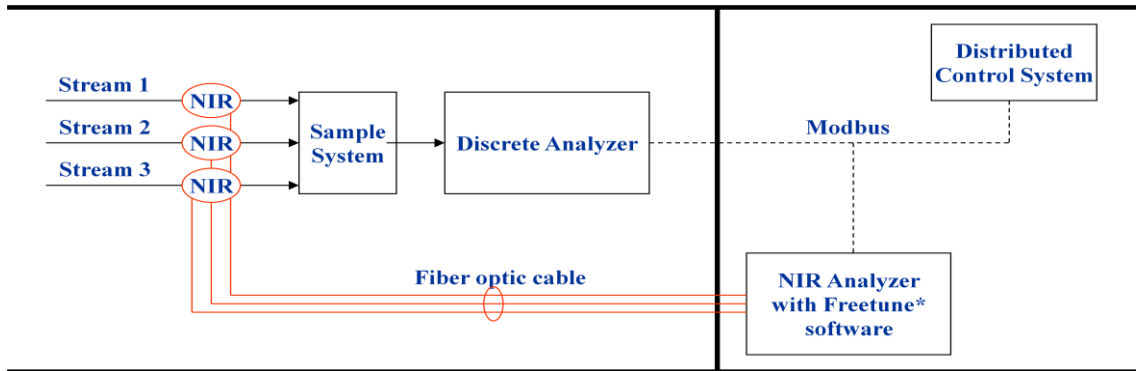 Stream 1
NIR
Stream 2
NIR
Stream 3
NIR
Sample
System
Discrete Analyzer
Modbus
Distributed
Control System
Fiber optic cable
NIR Analyzer
with Freetune*
software